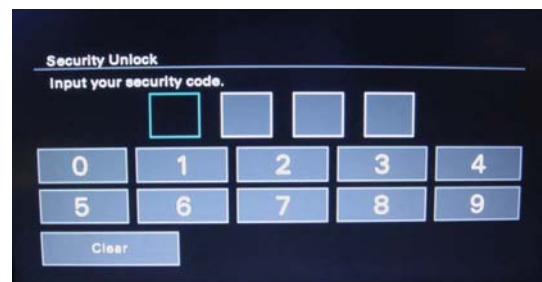 Security Unlock
Input your security code.
0 1 2 3 4
5 6 7 8 9
Clear